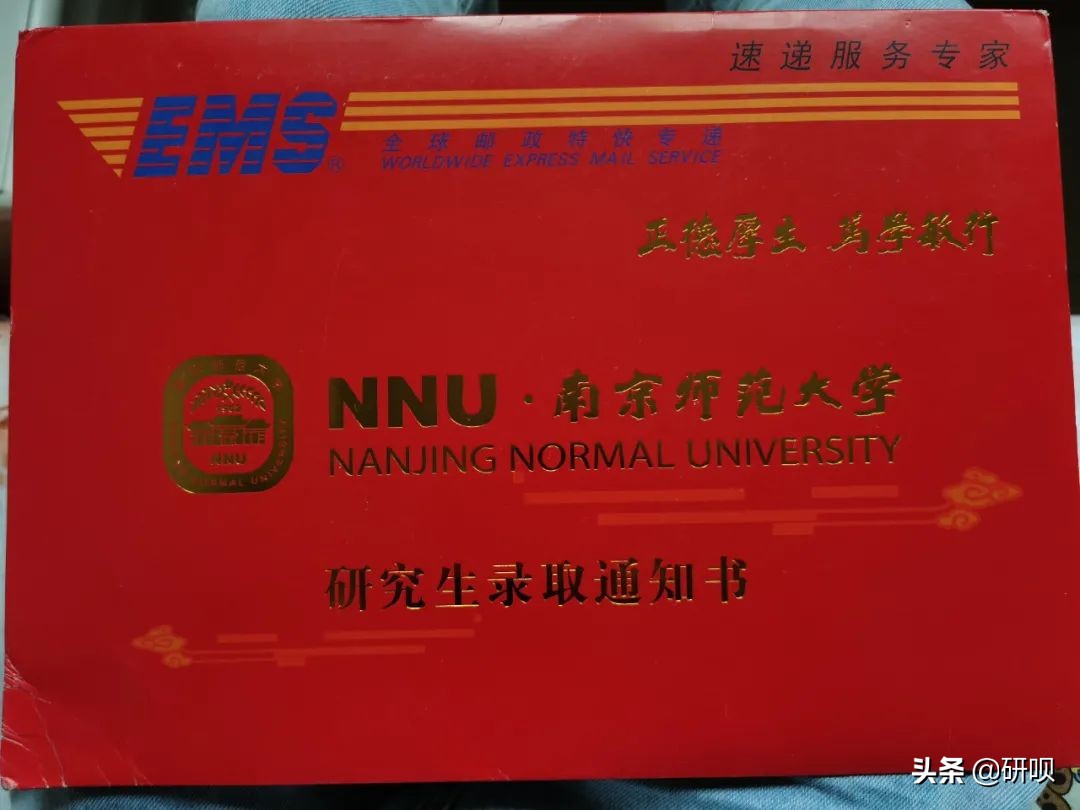 速递服务专家
EMS®
全球邮政特快专递
WORLDWIDE EXPRESS MAIL SERVICE
正德厚生 笃学敏行
NNU·南京师范大学
NANJING NORMAL UNIVERSITY
1902
NNU
研究生录取通知书
头条 @研呗